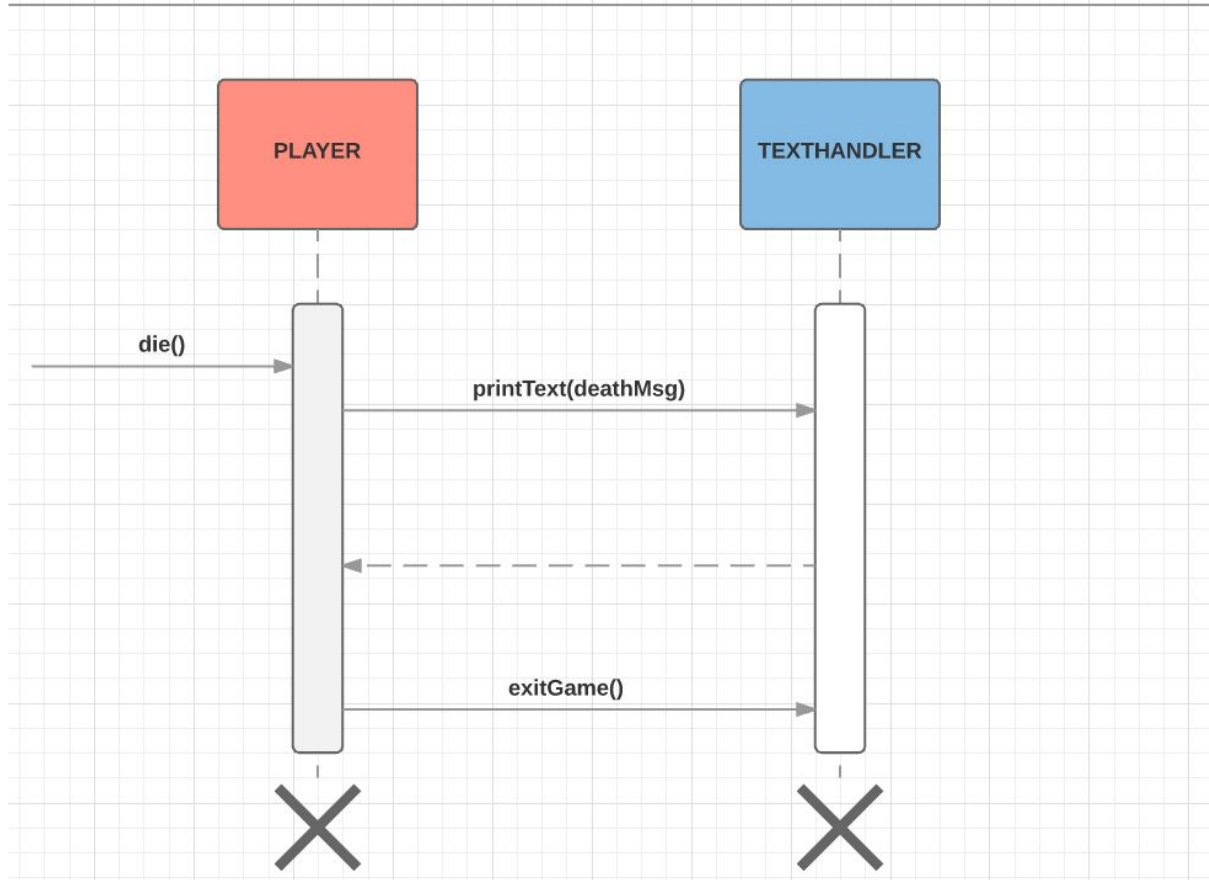 PLAYER
TEXTHANDLER
die()
printText(deathMsg)
exitGame()